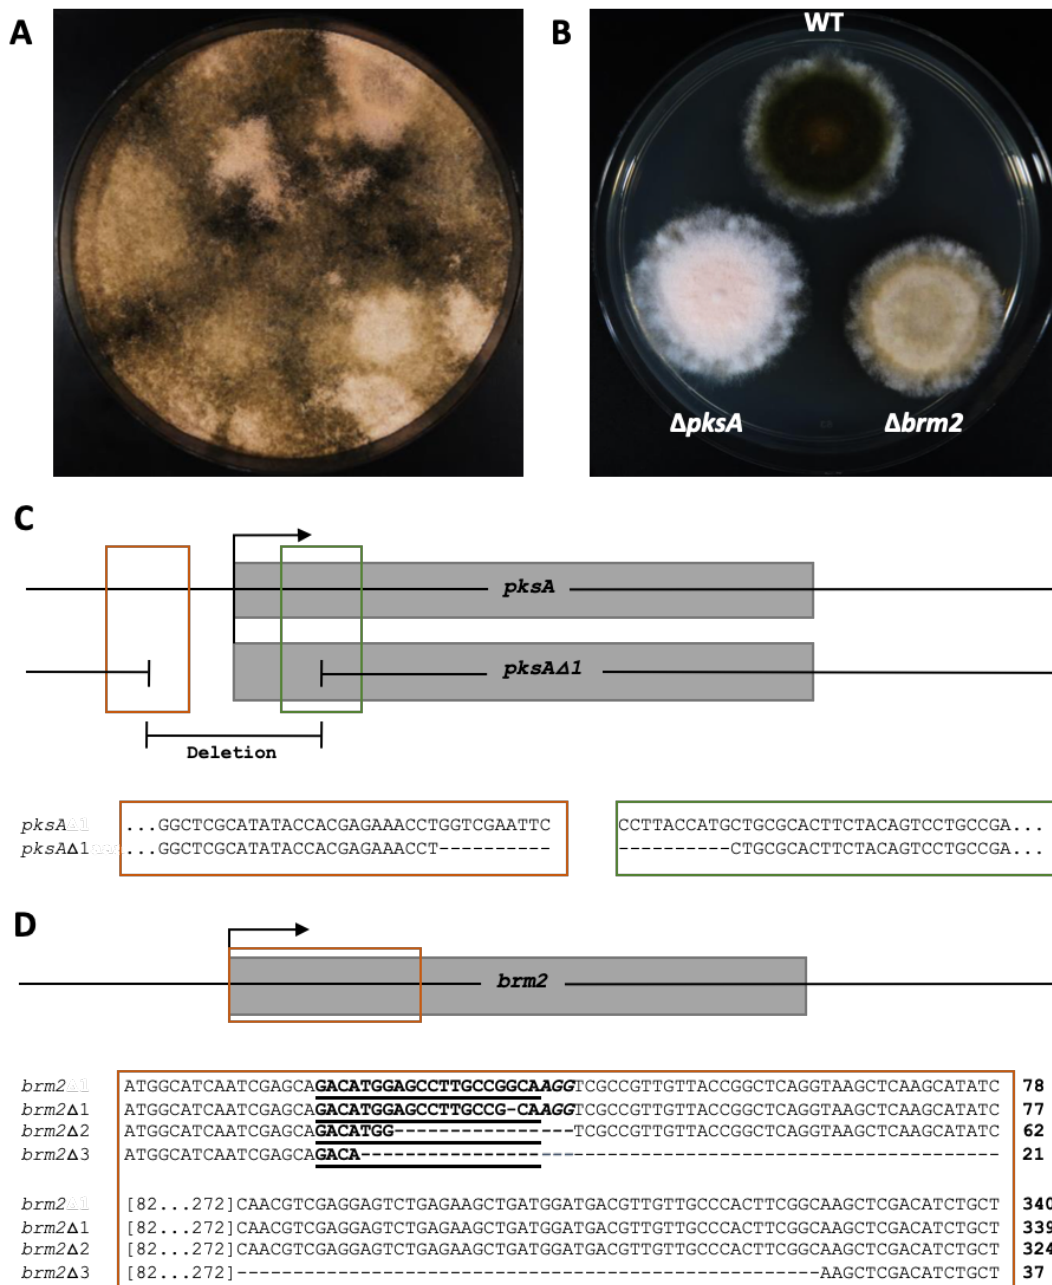 A
B
WT
ΔpksA
Δbrm2
C
pksA
pksAΔ1
Deletion
pksA ...GGCTCGCATATACCACGAGAAACCTGGTCGAATTC CCTTACCATGCTGCGCACTTCTACAGTCCTGCCGA...
pksAΔ1 ...GGCTCGCATATACCACGAGAAACCT---------- ----------CTGCGCACTTCTACAGTCCTGCCGA...
D
brm2
brm2 ATGGCATCAATCGAGCAGACATGGAGCCTTGCCGGCAAGGTCGCCGTTGTTACCGGCTCAGGTAAGCTCAAGCATATC 78
brm2Δ1 ATGGCATCAATCGAGCAGACATGGAGCCTTGCCG-CAAGGTCGCCGTTGTTACCGGCTCAGGTAAGCTCAAGCATATC 77
brm2Δ2 ATGGCATCAATCGAGCAGACATGG----------------TCGCCGTTGTTACCGGCTCAGGTAAGCTCAAGCATATC 62
brm2Δ3 ATGGCATCAATCGAGCAGACA--------------------------------------------------------- 21
brm2 [82...272]CAACGTCGAGGAGTCTGAGAAGCTGATGGATGACGTTGTTGCCCACTTCGGCAAGCTCGACATCTGCT 340
brm2Δ1 [82...272]CAACGTCGAGGAGTCTGAGAAGCTGATGGATGACGTTGTTGCCCACTTCGGCAAGCTCGACATCTGCT 339
brm2Δ2 [82...272]CAACGTCGAGGAGTCTGAGAAGCTGATGGATGACGTTGTTGCCCACTTCGGCAAGCTCGACATCTGCT 324
brm2Δ3 [82...272]----------------------------------------------------AAGCTCGACATCTGCT 37